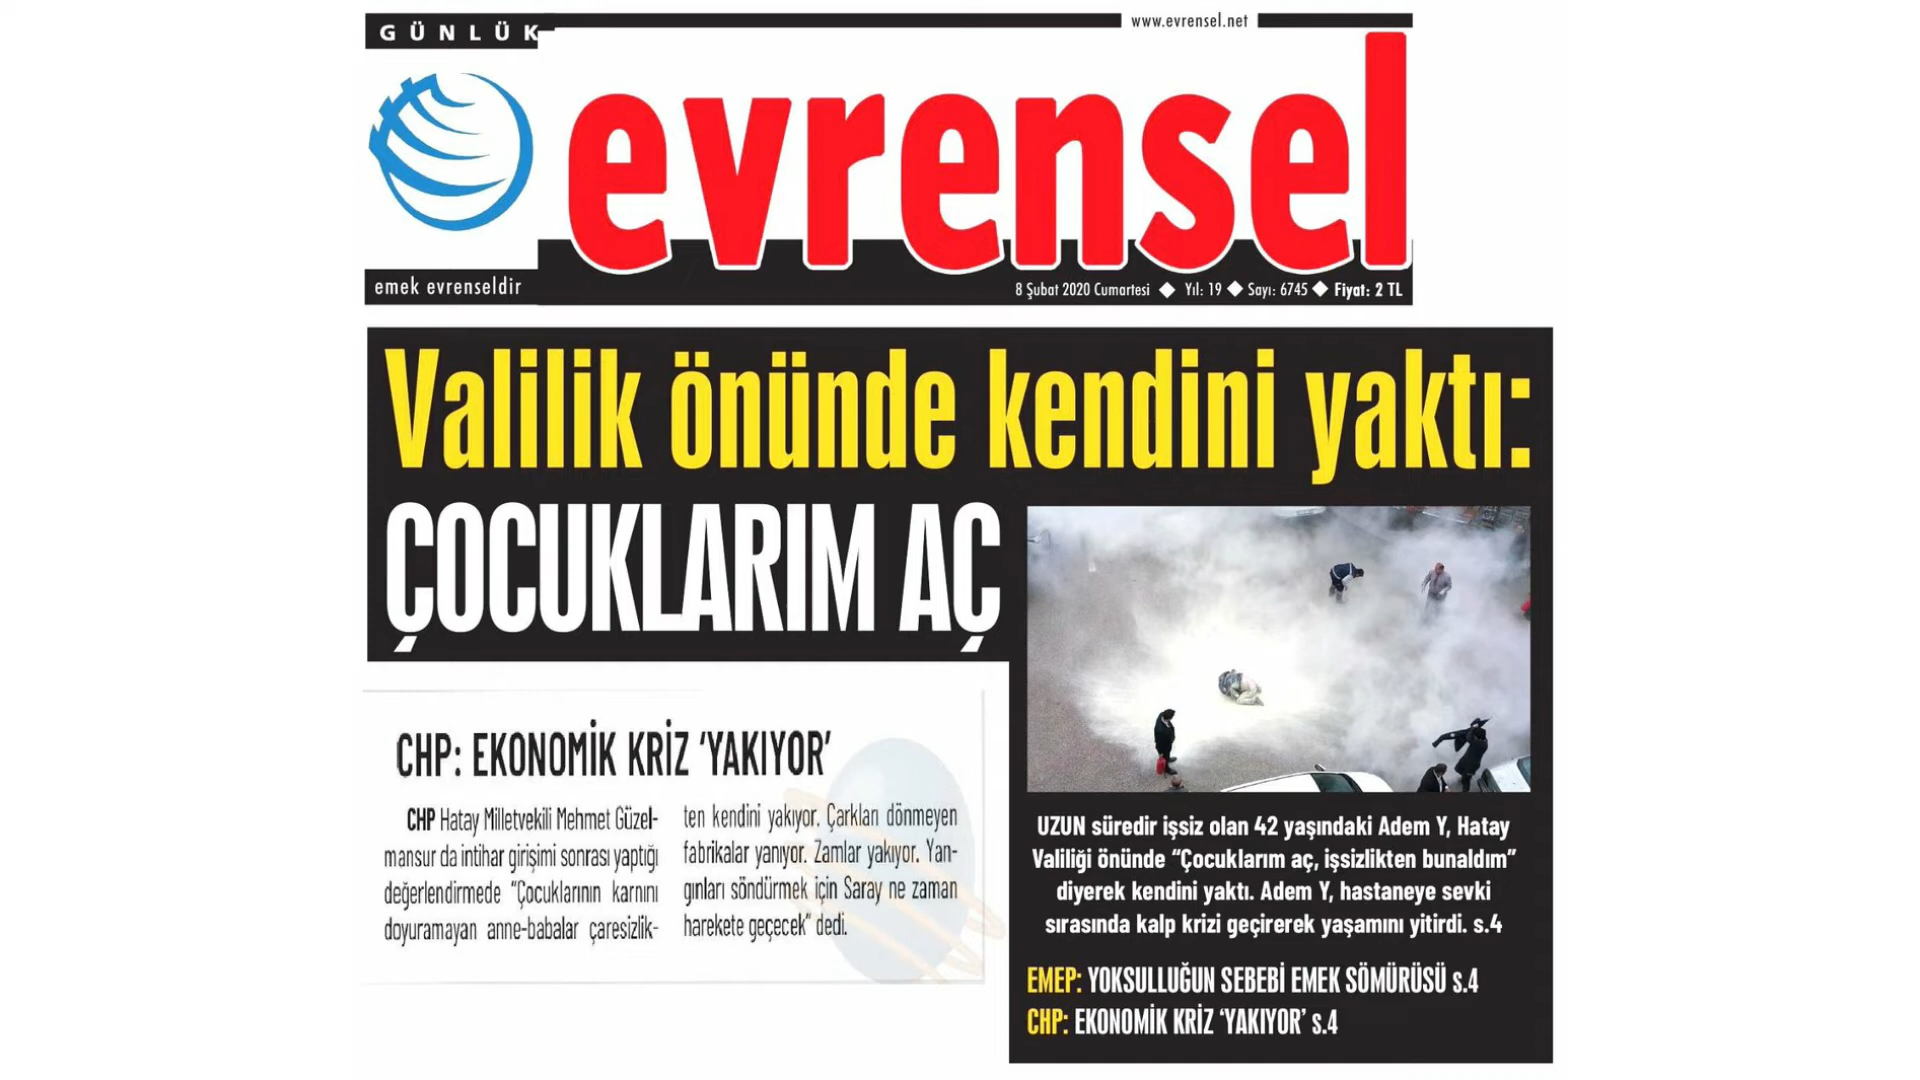 GÜNLÜK
www.evrensel.net
evrensel
emek evrenseldir
8 Şubat 2020 Cumartesi ◆ Yıl: 19 ◆ Sayı: 6745 ◆ Fiyat: 2 TL
Valilik önünde kendini yaktı:
ÇOCUKLARIM AÇ
CHP: EKONOMİK KRİZ ‘YAKIYOR’
CHP Hatay Milletvekili Mehmet Güzel-
mansur da intihar girişimi sonrası yaptığı
değerlendirmede “Çocuklarının karnını
doyuramayan anne-babalar çaresizlik-
ten kendini yakıyor. Çarkları dönmeyen
fabrikalar yanıyor. Zamlar yakıyor. Yan-
gınları söndürmek için Saray ne zaman
harekete geçecek” dedi.
UZUN süredir işsiz olan 42 yaşındaki Adem Y, Hatay
Valiliği önünde “Çocuklarım aç, işsizlikten bunaldım”
diyerek kendini yaktı. Adem Y, hastaneye sevki
sırasında kalp krizi geçirerek yaşamını yitirdi. s.4
EMEP: YOKSULLUĞUN SEBEBİ EMEK SÖMÜRÜSÜ s.4
CHP: EKONOMİK KRİZ ‘YAKIYOR’ s.4